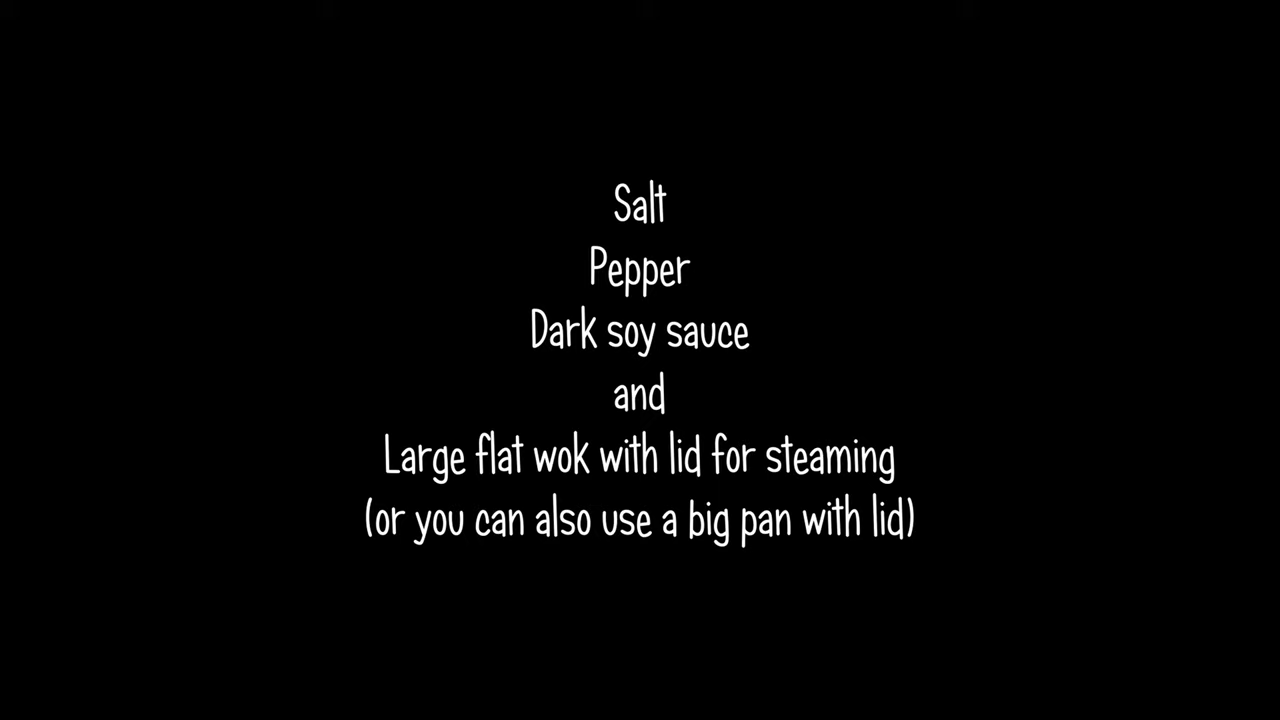 Salt
Pepper
Dark soy sauce
and
Large flat wok with lid for steaming
(or you can also use a big pan with lid)